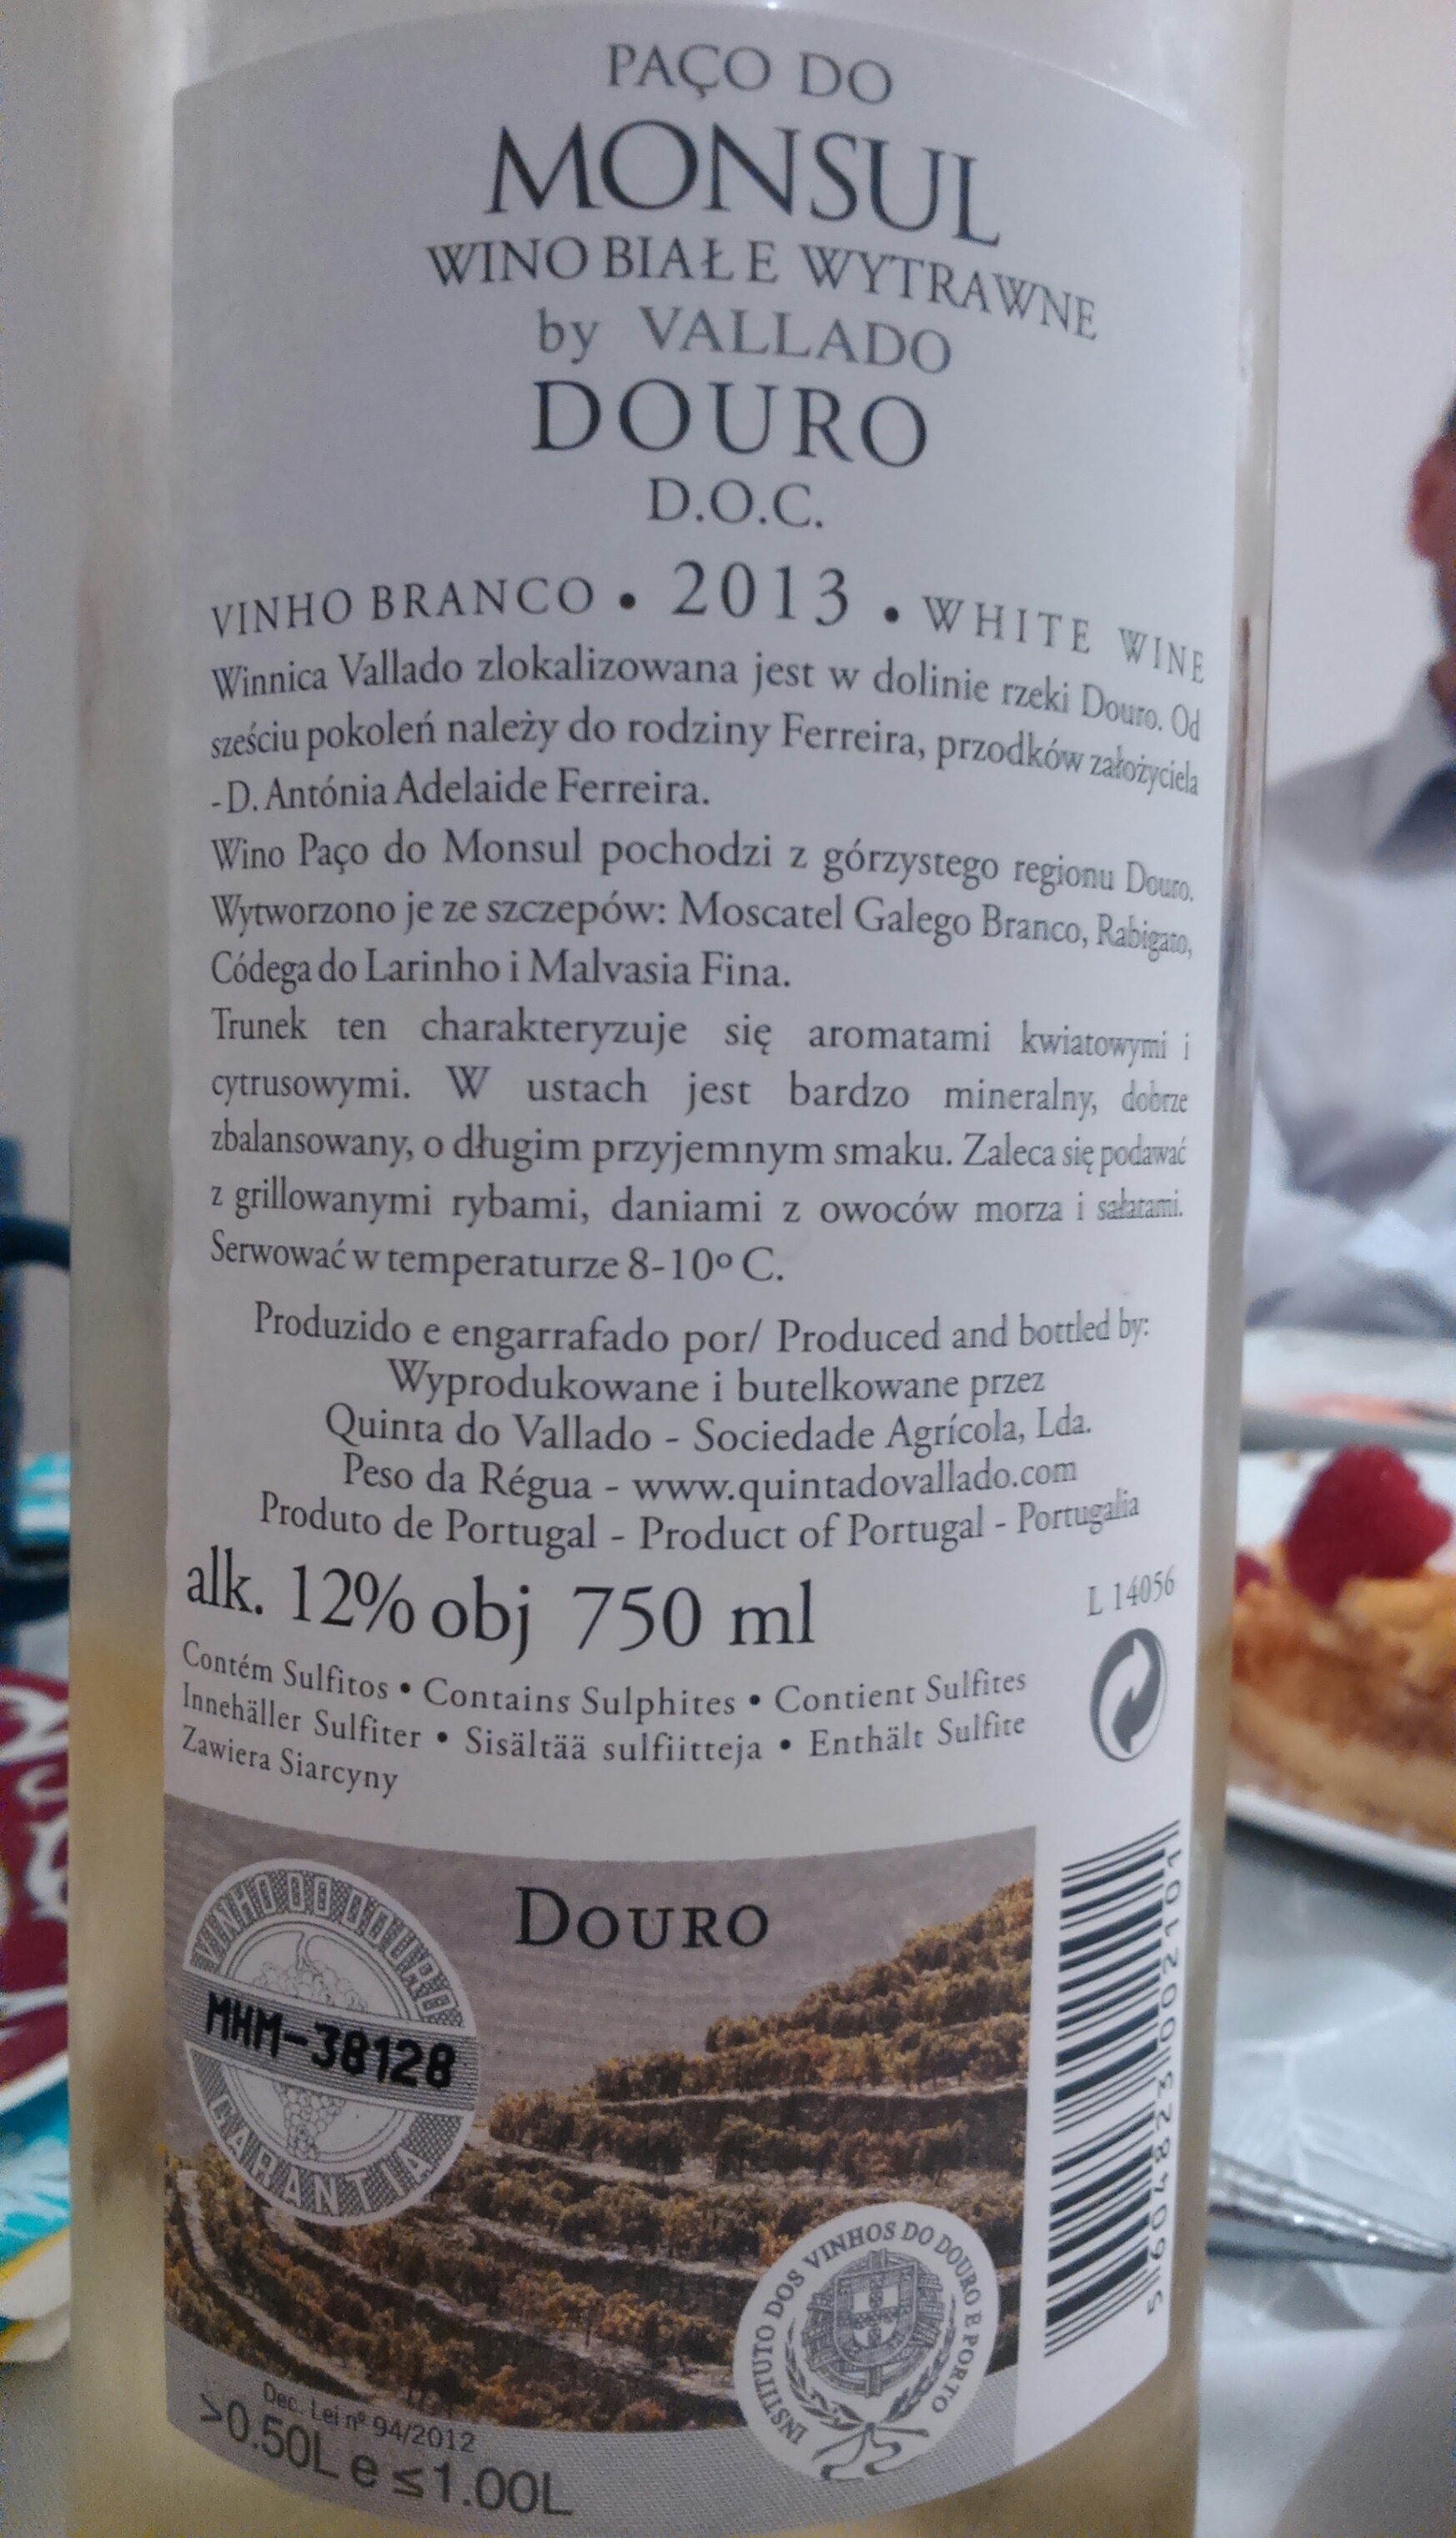 PAÇO DO
MONSUL
WINO BIAŁE WYTRAWNE
by VALLADO
DOURO
D.O.C.
VINHO BRANCO • 2013 • WHITE WINE
Winnica Vallado zlokalizowana jest w dolinie rzeki Douro. Od
sześciu pokoleń należy do rodziny Ferreira, przodków założyciela
-D. Antónia Adelaide Ferreira.
Wino Paço do Monsul pochodzi z górzystego regionu Douro.
Wytworzono je ze szczepów: Moscatel Galego Branco, Rabigato,
Códega do Larinho i Malvasia Fina.
Trunek ten charakteryzuje się aromatami kwiatowymi i
cytrusowymi. W ustach jest bardzo mineralny, dobrze
zbalansowany, o długim przyjemnym smaku. Zaleca się podawać
z grillowanymi rybami, daniami z owoców morza i sałatami.
Serwować w temperaturze 8-10º C.
Produzido e engarrafado por/ Produced and bottled by:
Wyprodukowane i butelkowane przez
Quinta do Vallado - Sociedade Agrícola, Lda.
Peso da Régua - www.quintadovallado.com
Produto de Portugal - Product of Portugal - Portugalia
alk. 12% obj 750 ml
L 14056
Contém Sulfitos • Contains Sulphites • Contient Sulfites
Innehäller Sulfiter • Sisältää sulfiitteja • Enthält Sulfite
Zawiera Siarcyny
DOURO
VINHO DO DOURO
MHM-38128
GARANTIA
INSTITUTO DOS VINHOS DO DOURO E PORTO
5 604823 002101
Dec. Lei nº 94/2012
>0.50L e ≤1.00L